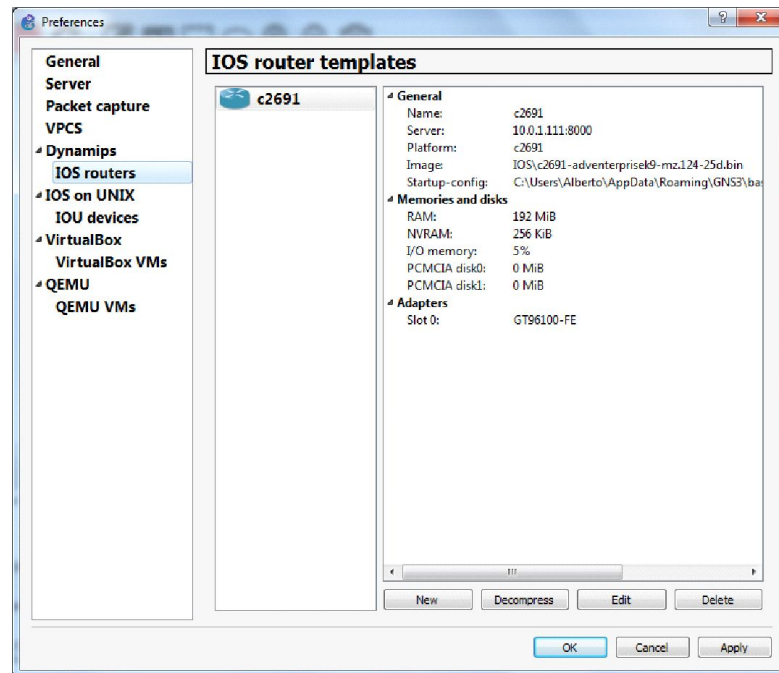 Preferences
General
Server
Packet capture
VPCS
Dynamips
IOS routers
IOS on UNIX
IOU devices
VirtualBox
VirtualBox VMs
QEMU
QEMU VMs
IOS router templates
c2691
General
Name: c2691
Server: 10.0.1.111:8000
Platform: c2691
Image: IOS\c2691-adventerprisek9-mz.124-25d.bin
Startup-config: C:\Users\Alberto\AppData\Roaming\GNS3\ba
Memories and disks
RAM: 192 MiB
NVRAM: 256 KiB
I/O memory: 5%
PCMCIA disk0: 0 MiB
PCMCIA disk1: 0 MiB
Adapters
Slot 0: GT96100-FE
New Decompress Edit Delete
OK Cancel Apply